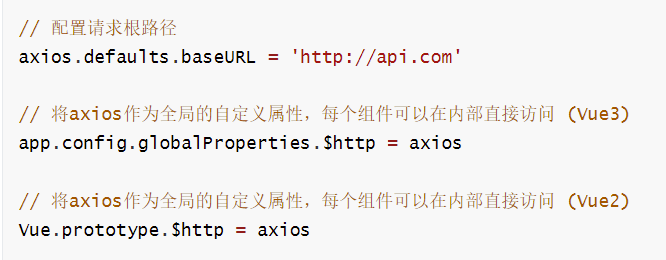 // 配置请求根路径
axios.defaults.baseURL = 'http://api.com'
// 将axios作为全局的自定义属性，每个组件可以在内部直接访问 (Vue3)
app.config.globalProperties.$http = axios
// 将axios作为全局的自定义属性，每个组件可以在内部直接访问 (Vue2)
Vue.prototype.$http = axios